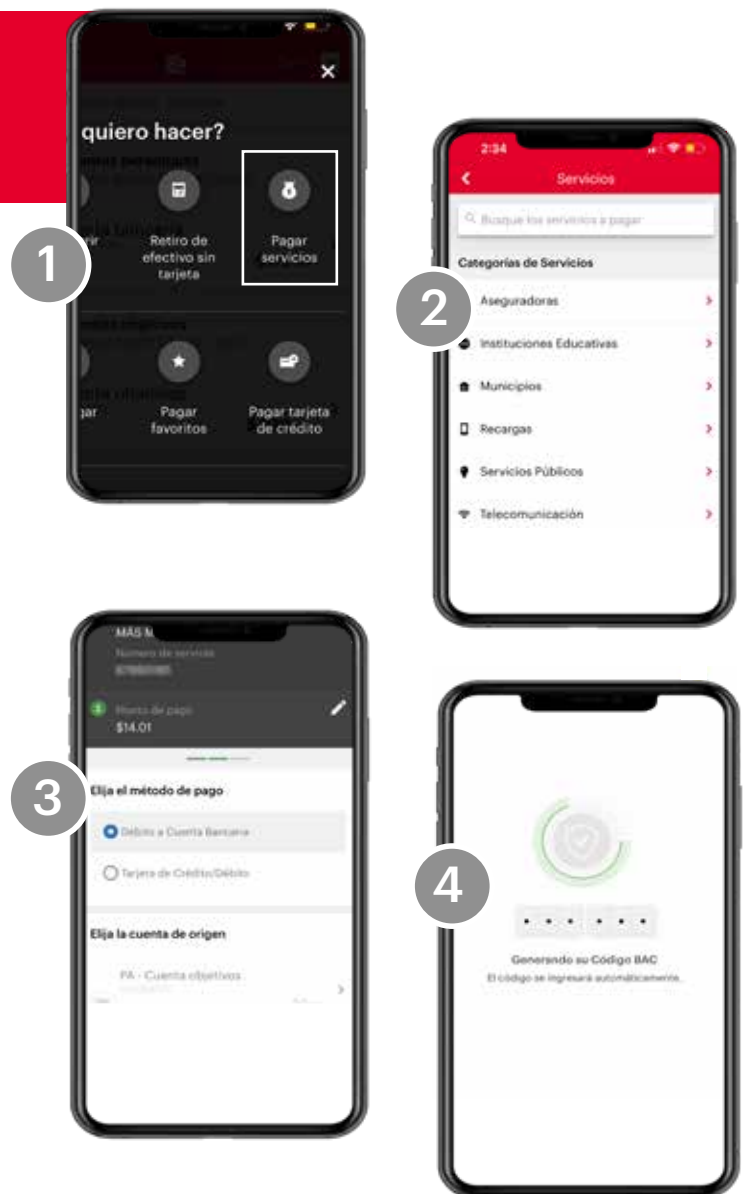 1
quiero hacer?
Retiro de
efectivo sin
tarjeta
Pagar
servicios
Pagar
favoritos
Pagar tarjeta
de crédito
2
2:34
Servicios
Busque los servicios a pagar
Categorías de Servicios
Aseguradoras
Instituciones Educativas
Municipios
Recargas
Servicios Públicos
Telecomunicación
3
MÁS M
Número de servicio
Monto de pago
$14.01
Elija el método de pago
Débito a Cuenta Bancaria
Tarjeta de Crédito/Débito
Elija la cuenta de origen
PA - Cuenta objetivos
4
Generando su Código BAC
El código se ingresará automáticamente.